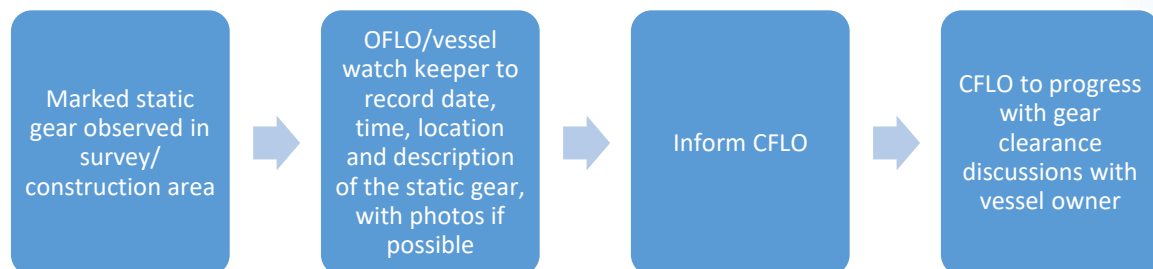 Marked static
gear observed in
survey/
construction area
OFLO/vessel
watch keeper to
record date,
time, location
and description
of the static gear,
with photos if
possible
Inform CFLO
CFLO to progress
with gear
clearance
discussions with
vessel owner